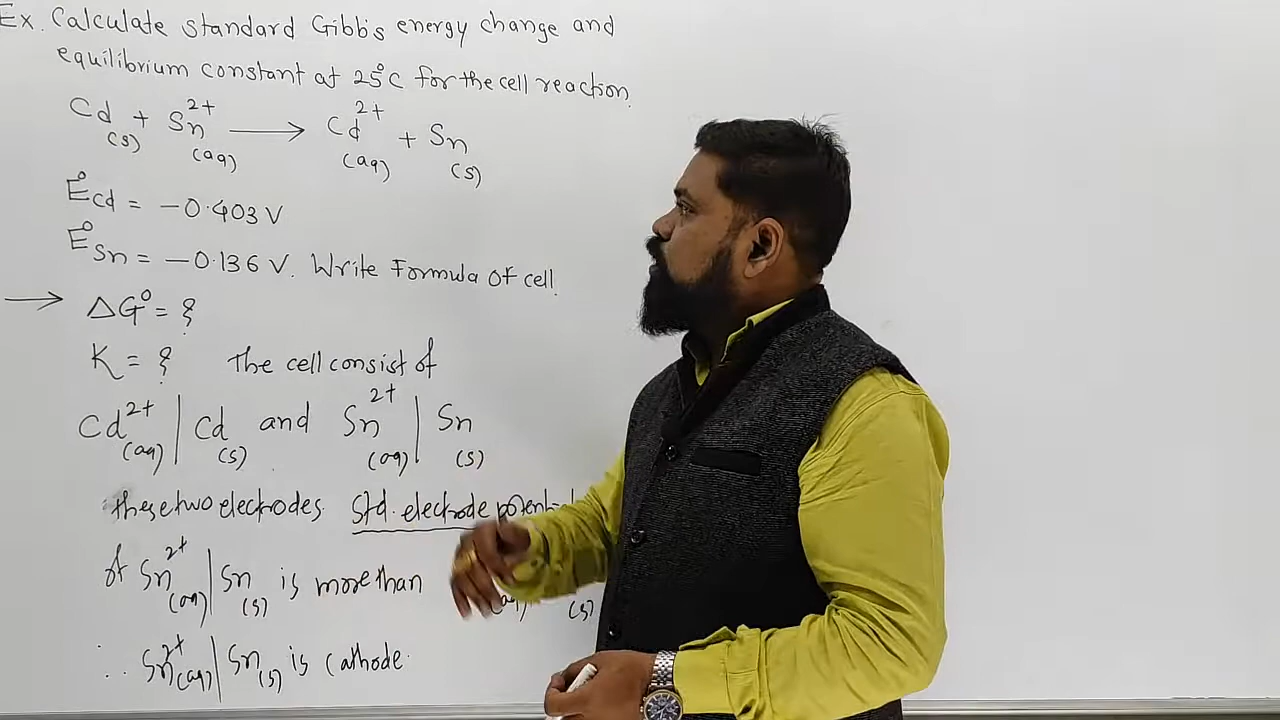 Ex. Calculate standard Gibb's energy change and
equilibrium constant at 25°C for the cell reaction.
Cd(s) + Sn²⁺(aq) → Cd²⁺(aq) + Sn(s)
E°Cd = -0.403 V
E°Sn = -0.136 V. Write Formula of cell.
→ ΔG° = ?
K = ? The cell consist of
Cd²⁺(aq) | Cd(s) and Sn²⁺(aq) | Sn(s)
these two electrodes. Std. electrode
of Sn²⁺(aq) | Sn(s) is more than (aq) (s)
∴ Sn²⁺(aq) | Sn(s) is cathode.